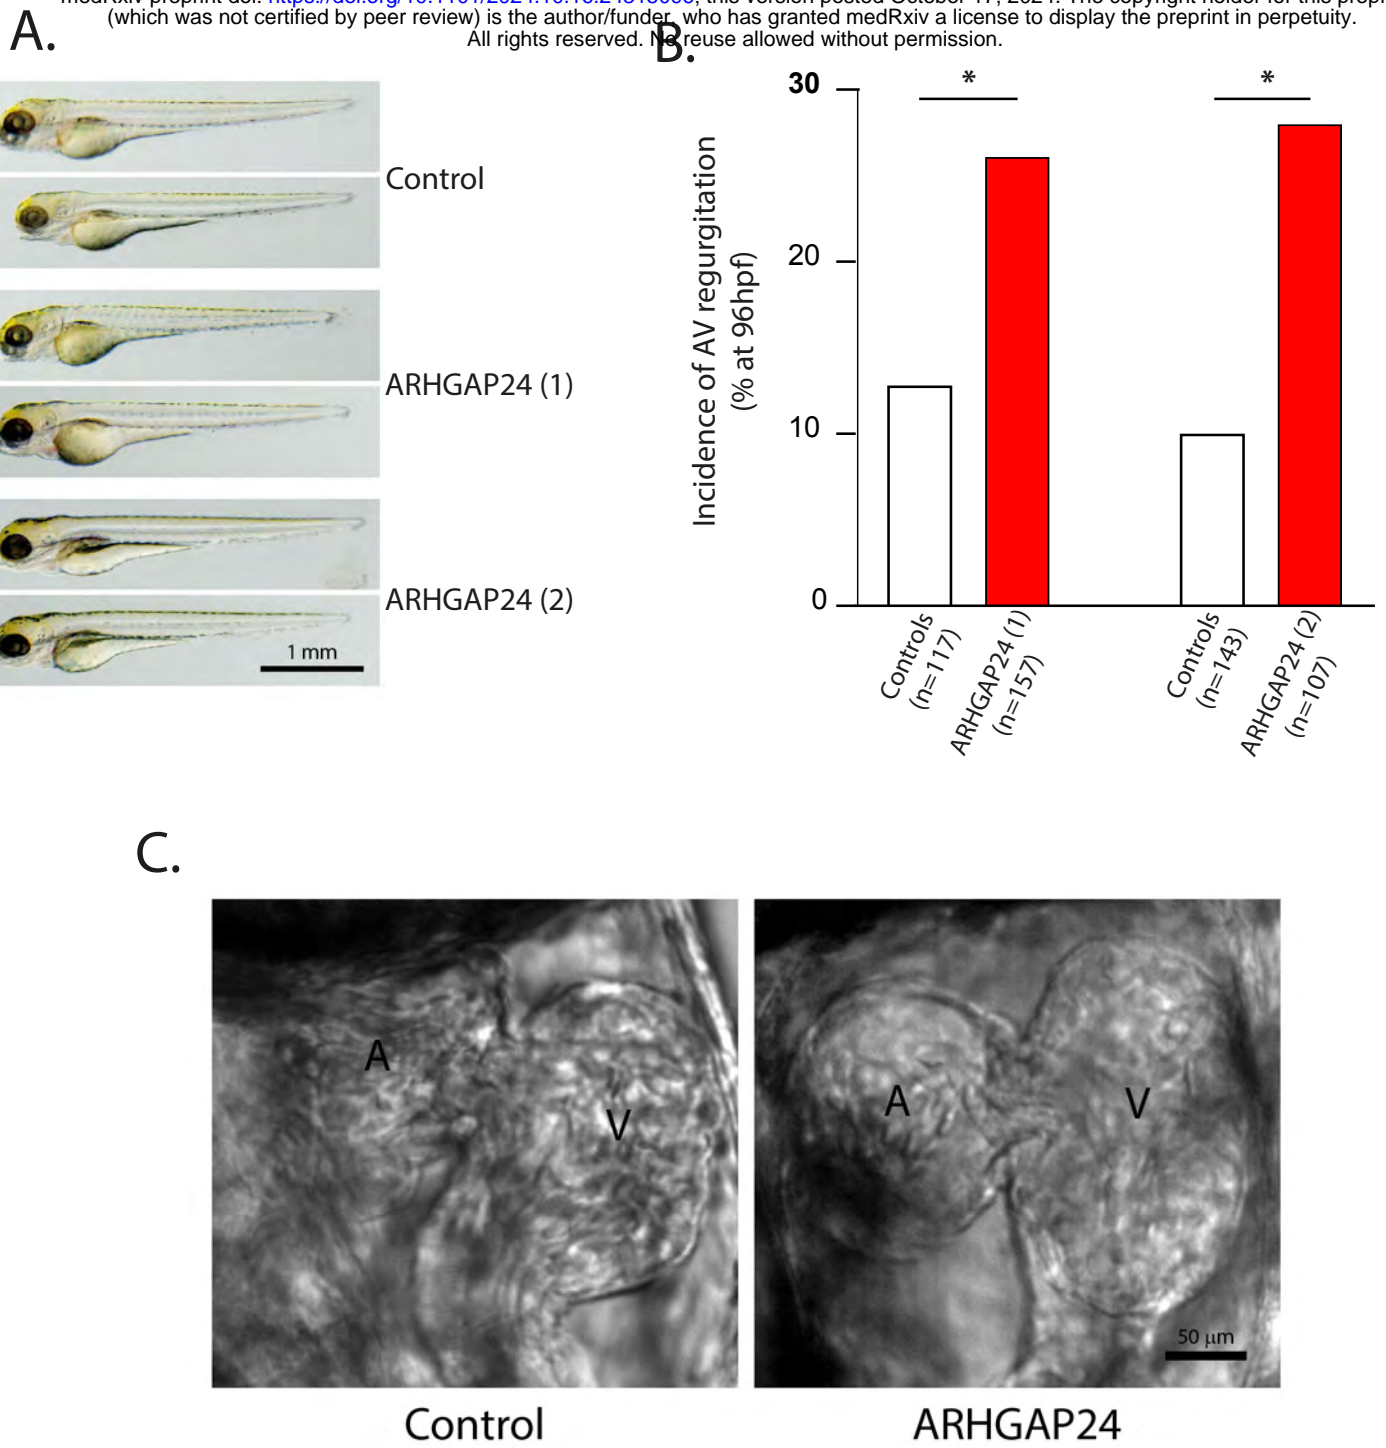 (which was not certified by peer review) is the author/funder, who has granted medRxiv a license to display the preprint in perpetuity.
All rights reserved. No reuse allowed without permission.
A.
B.
Control
ARHGAP24 (1)
ARHGAP24 (2)
1 mm
Incidence of AV regurgitation
(% at 96hpf)
30
20
10
0
*
*
Controls
(n=117)
ARHGAP24 (1)
(n=157)
Controls
(n=143)
ARHGAP24 (2)
(n=107)
C.
A
V
A
V
50 µm
Control
ARHGAP24